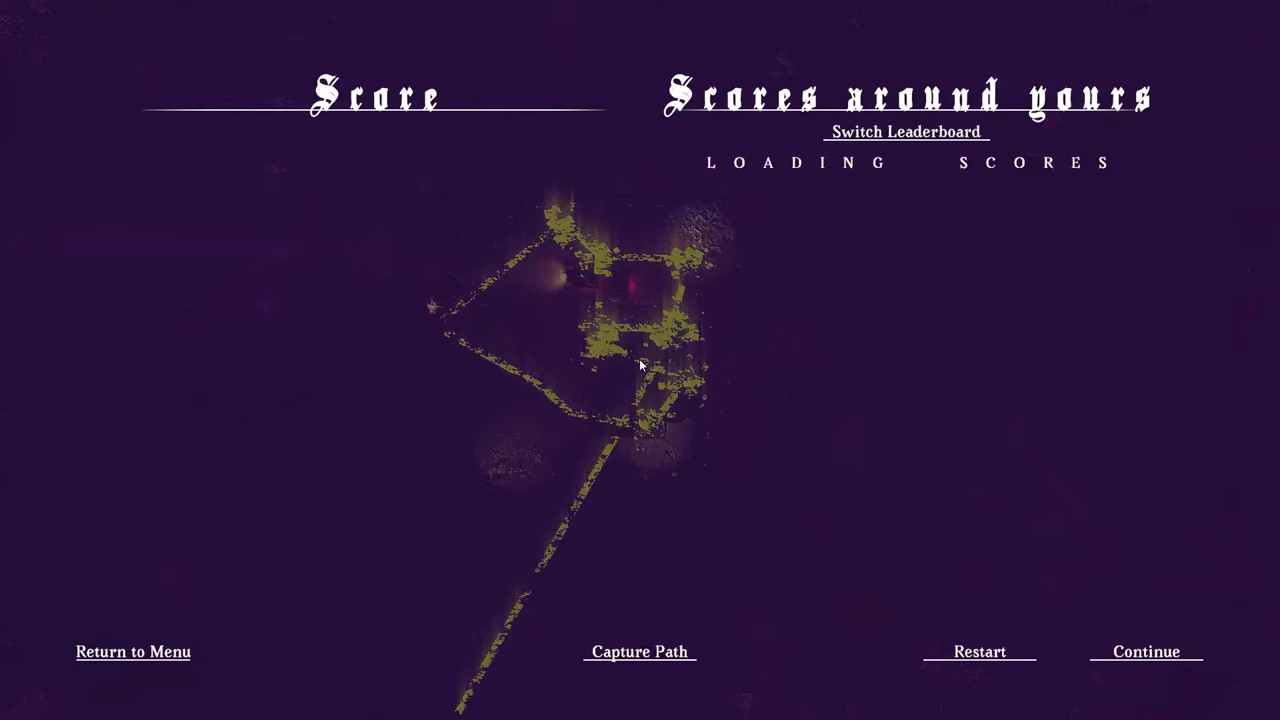 Score
Scores around yours
Switch Leaderboard
LOADING SCORES
Return to Menu
Capture Path
Restart
Continue